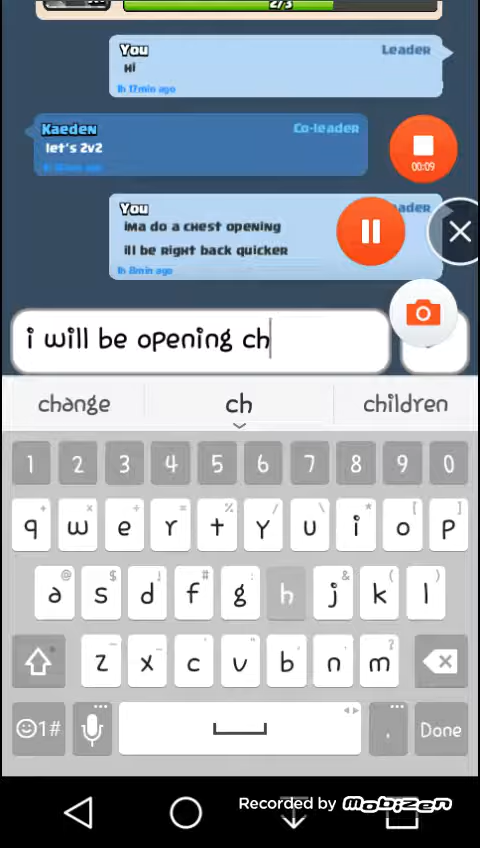 2/3
You
Leader
Hi
1h 17min ago
Kaeden
Co-leader
let's 2v2
You
ima do a chest opening
ill be right back quicker
1h 8min ago
00:09
i will be opening ch
change ch children
1 2 3 4 5 6 7 8 9 0
q w e r t y u i o p
a s d f g h j k l
z x c v b n m
1# . Done
Recorded by Mobizen